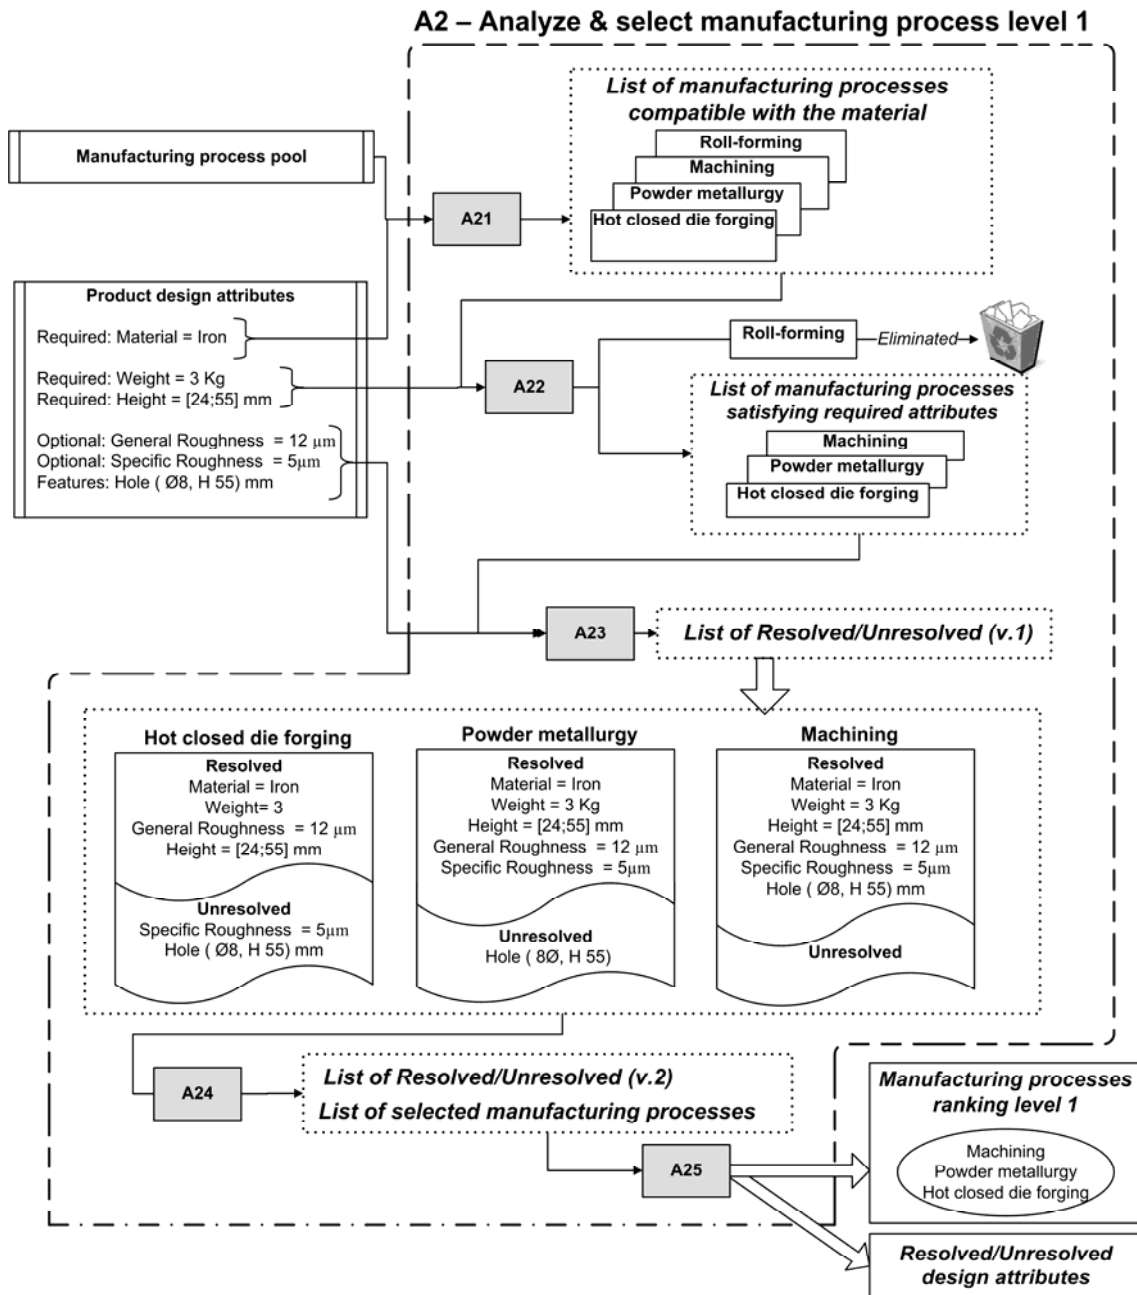 A2 – Analyze & select manufacturing process level 1
List of manufacturing processes
compatible with the material
Roll-forming
Machining
Powder metallurgy
Hot closed die forging
Manufacturing process pool
A21
Product design attributes
Required: Material = Iron
Required: Weight = 3 Kg
Required: Height = [24;55] mm
Optional: General Roughness = 12 µm
Optional: Specific Roughness = 5µm
Features: Hole ( Ø8, H 55) mm
A22
Roll-forming
Eliminated
List of manufacturing processes
satisfying required attributes
Machining
Powder metallurgy
Hot closed die forging
A23
List of Resolved/Unresolved (v.1)
Hot closed die forging
Resolved
Material = Iron
Weight= 3
General Roughness = 12 µm
Height = [24;55] mm
Unresolved
Specific Roughness = 5µm
Hole ( Ø8, H 55) mm
Powder metallurgy
Resolved
Material = Iron
Weight = 3 Kg
Height = [24;55] mm
General Roughness = 12 µm
Specific Roughness = 5µm
Unresolved
Hole ( 8Ø, H 55)
Machining
Resolved
Material = Iron
Weight = 3 Kg
Height = [24;55] mm
General Roughness = 12 µm
Specific Roughness = 5µm
Hole ( Ø8, H 55) mm
Unresolved
A24
List of Resolved/Unresolved (v.2)
List of selected manufacturing processes
A25
Manufacturing processes
ranking level 1
Machining
Powder metallurgy
Hot closed die forging
Resolved/Unresolved
design attributes